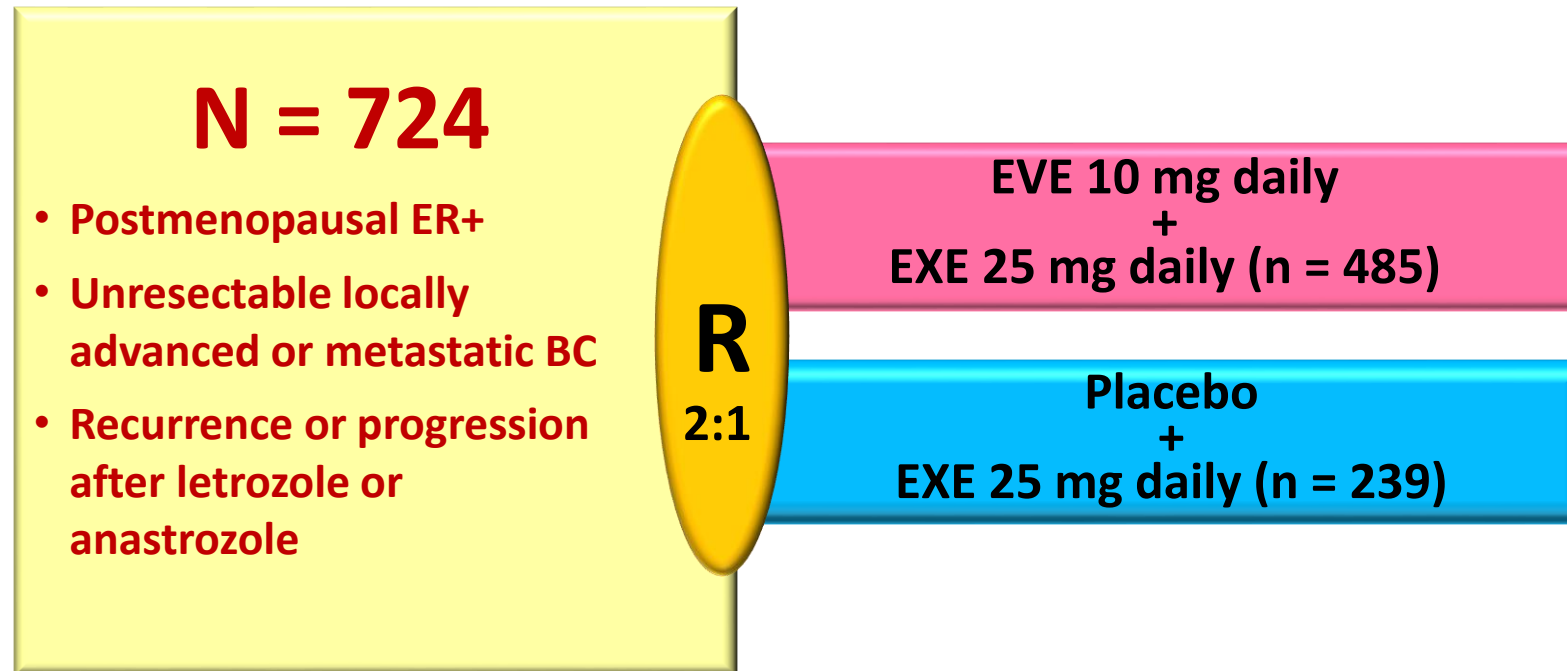 N = 724
• Postmenopausal ER+
• Unresectable locally
advanced or metastatic BC
• Recurrence or progression
after letrozole or
anastrozole
R
2:1
EVE 10 mg daily
+
EXE 25 mg daily (n = 485)
Placebo
+
EXE 25 mg daily (n = 239)